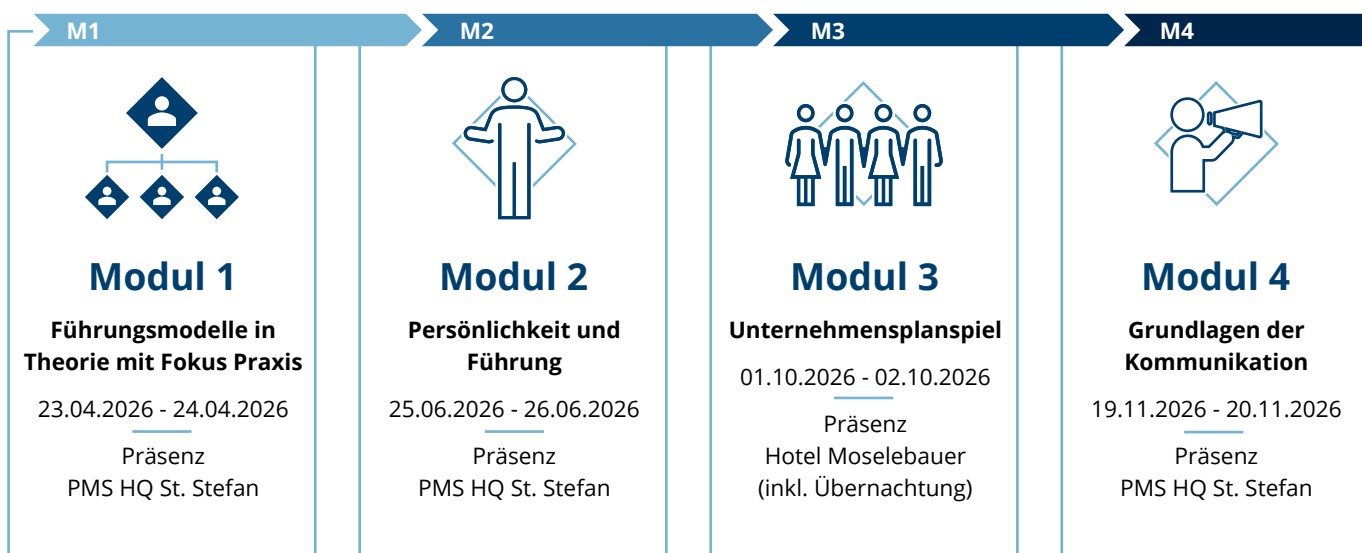 M1
M2
M3
M4
Modul 1
Führungsmodelle in
Theorie mit Fokus Praxis
23.04.2026 - 24.04.2026
Präsenz
PMS HQ St. Stefan
Modul 2
Persönlichkeit und
Führung
25.06.2026 - 26.06.2026
Präsenz
PMS HQ St. Stefan
Modul 3
Unternehmensplanspiel
01.10.2026 - 02.10.2026
Präsenz
Hotel Moselebauer
(inkl. Übernachtung)
Modul 4
Grundlagen der
Kommunikation
19.11.2026 - 20.11.2026
Präsenz
PMS HQ St. Stefan